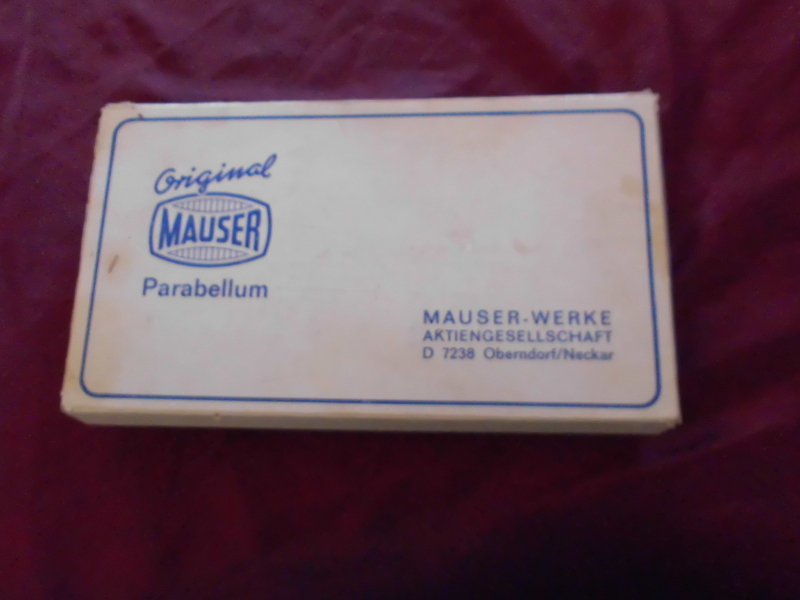 Original
MAUSER
Parabellum
MAUSER-WERKE
AKTIENGESELLSCHAFT
D 7238 Oberndorf/Neckar